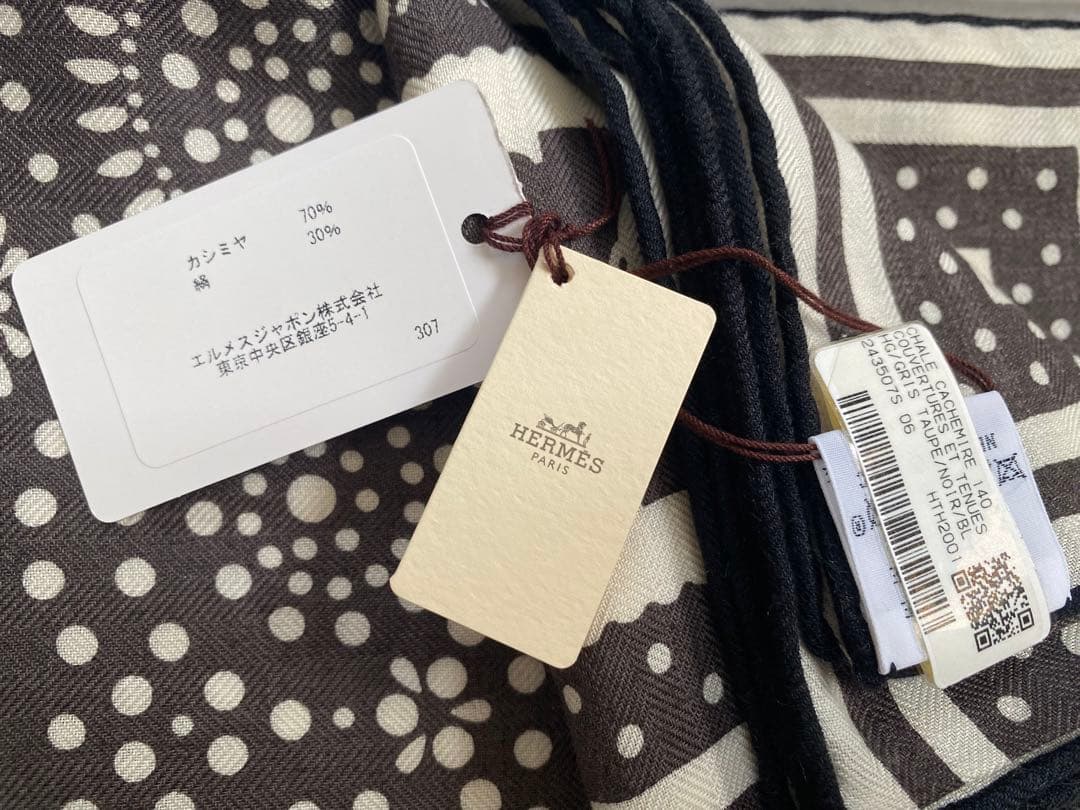 カシミヤ 70%
絹 30%
エルメスジャポン株式会社
東京中央区銀座5-4-1 307
HERMÈS
PARIS
CHALE CACHEMIRE 140
COUVERTURES ET TENUES
HG/GRIS TAUPE/NOIR/BL
243507S 06 HTH2001